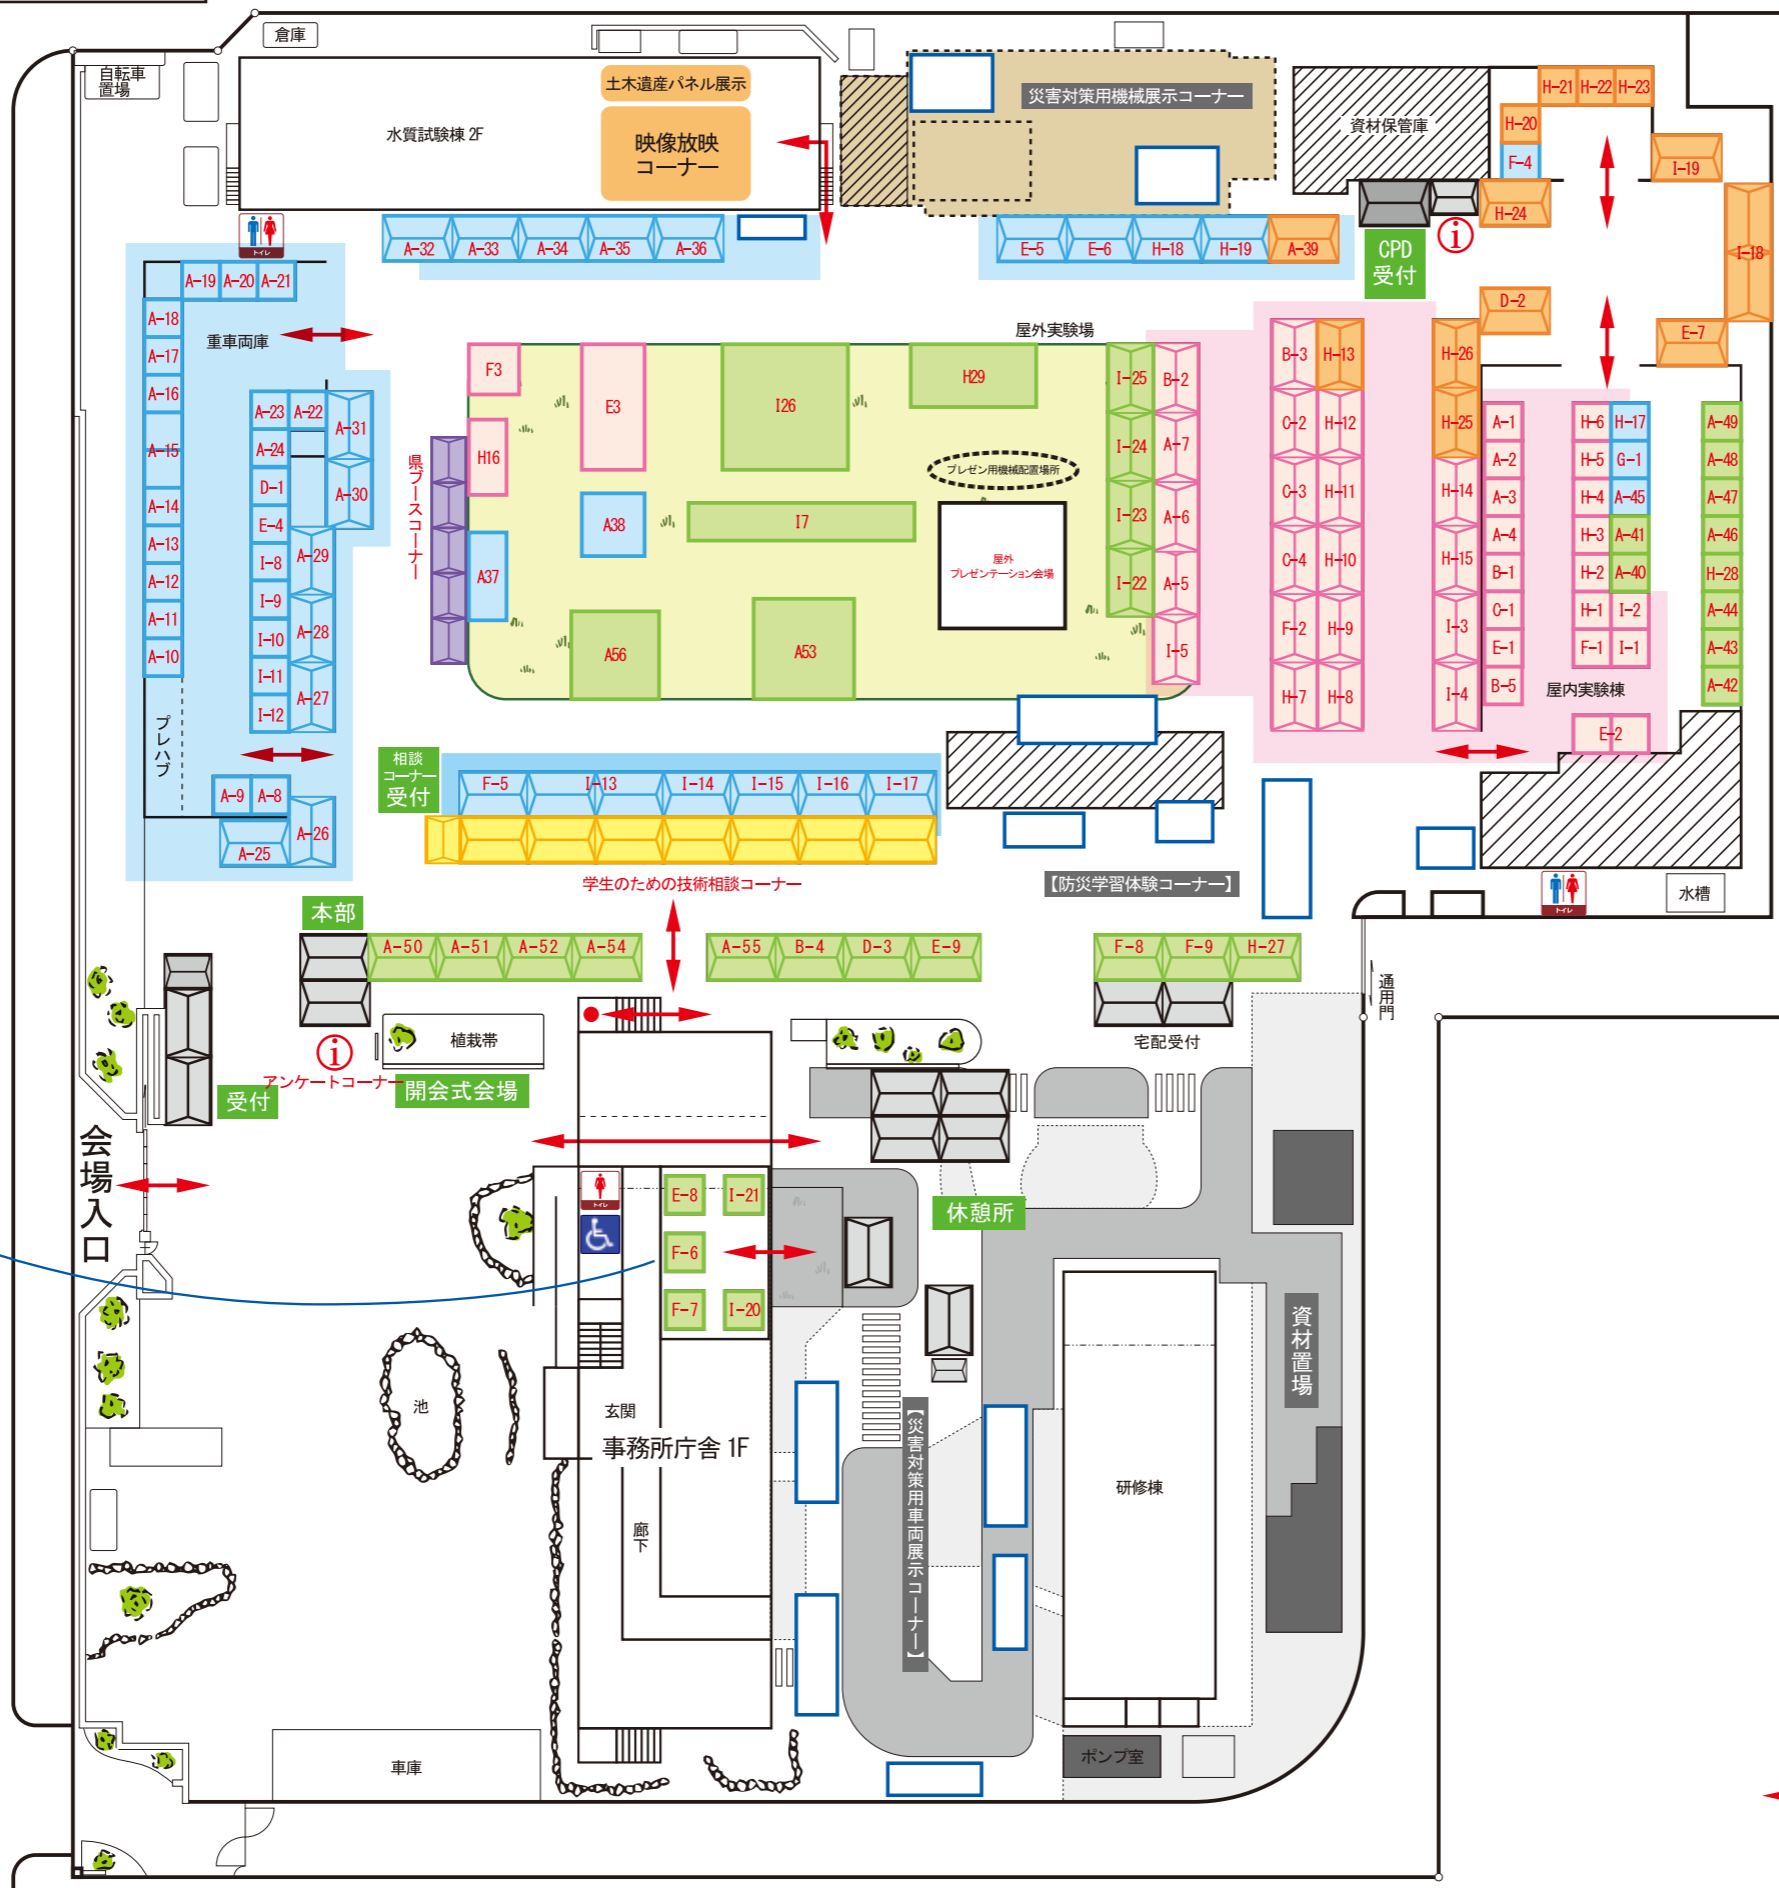 倉庫
自転車
置場
水質試験棟 2F
土木遺産パネル展示
映像放映
コーナー
災害対策用機械展示コーナー
資材保管庫
H-21 H-22 H-23
H-20
F-4
I-19
H-24
I-18
CPD
受付
i
D-2
E-7
トイレ
A-32 A-33 A-34 A-35 A-36
E-5 E-6 H-18 H-19 A-39
A-19 A-20 A-21
A-18
A-17
A-16
A-15
A-14
A-13
A-12
A-11
A-10
重車両庫
A-23 A-22
A-24
D-1
E-4
I-8
I-9
I-10
I-11
I-12
A-31
A-30
A-29
A-28
A-27
プレハブ
A-9 A-8
A-26
A-25
県ブースコーナー
屋外実験場
F3
E3
I26
H29
H16
A38
I7
A37
A56
A53
プレゼン用機械配置場所
屋外
プレゼンテーション会場
I-25
I-24
I-23
I-22
B-2
A-7
A-6
A-5
I-5
B-3
C-2
C-3
C-4
F-2
H-7
H-13
H-12
H-11
H-10
H-9
H-8
H-26
H-25
H-14
H-15
I-3
I-4
A-1
A-2
A-3
A-4
B-1
C-1
E-1
B-5
H-6
H-5
H-4
H-3
H-2
H-1
F-1
H-17
G-1
A-45
A-41
A-40
I-2
I-1
A-49
A-48
A-47
A-46
H-28
A-44
A-43
A-42
屋内実験棟
E-2
相談
コーナー
受付
F-5 I-13 I-14 I-15 I-16 I-17
学生のための技術相談コーナー
【防災学習体験コーナー】
トイレ
水槽
本部
A-50 A-51 A-52 A-54
A-55 B-4 D-3 E-9
F-8 F-9 H-27
通用門
宅配受付
植栽帯
i
アンケートコーナー
開会式会場
受付
会場入口
トイレ
E-8 I-21
F-6
F-7 I-20
休憩所
資材置場
池
玄関
事務所庁舎 1F
廊下
【災害対策用車両展示コーナー】
研修棟
車庫
ポンプ室